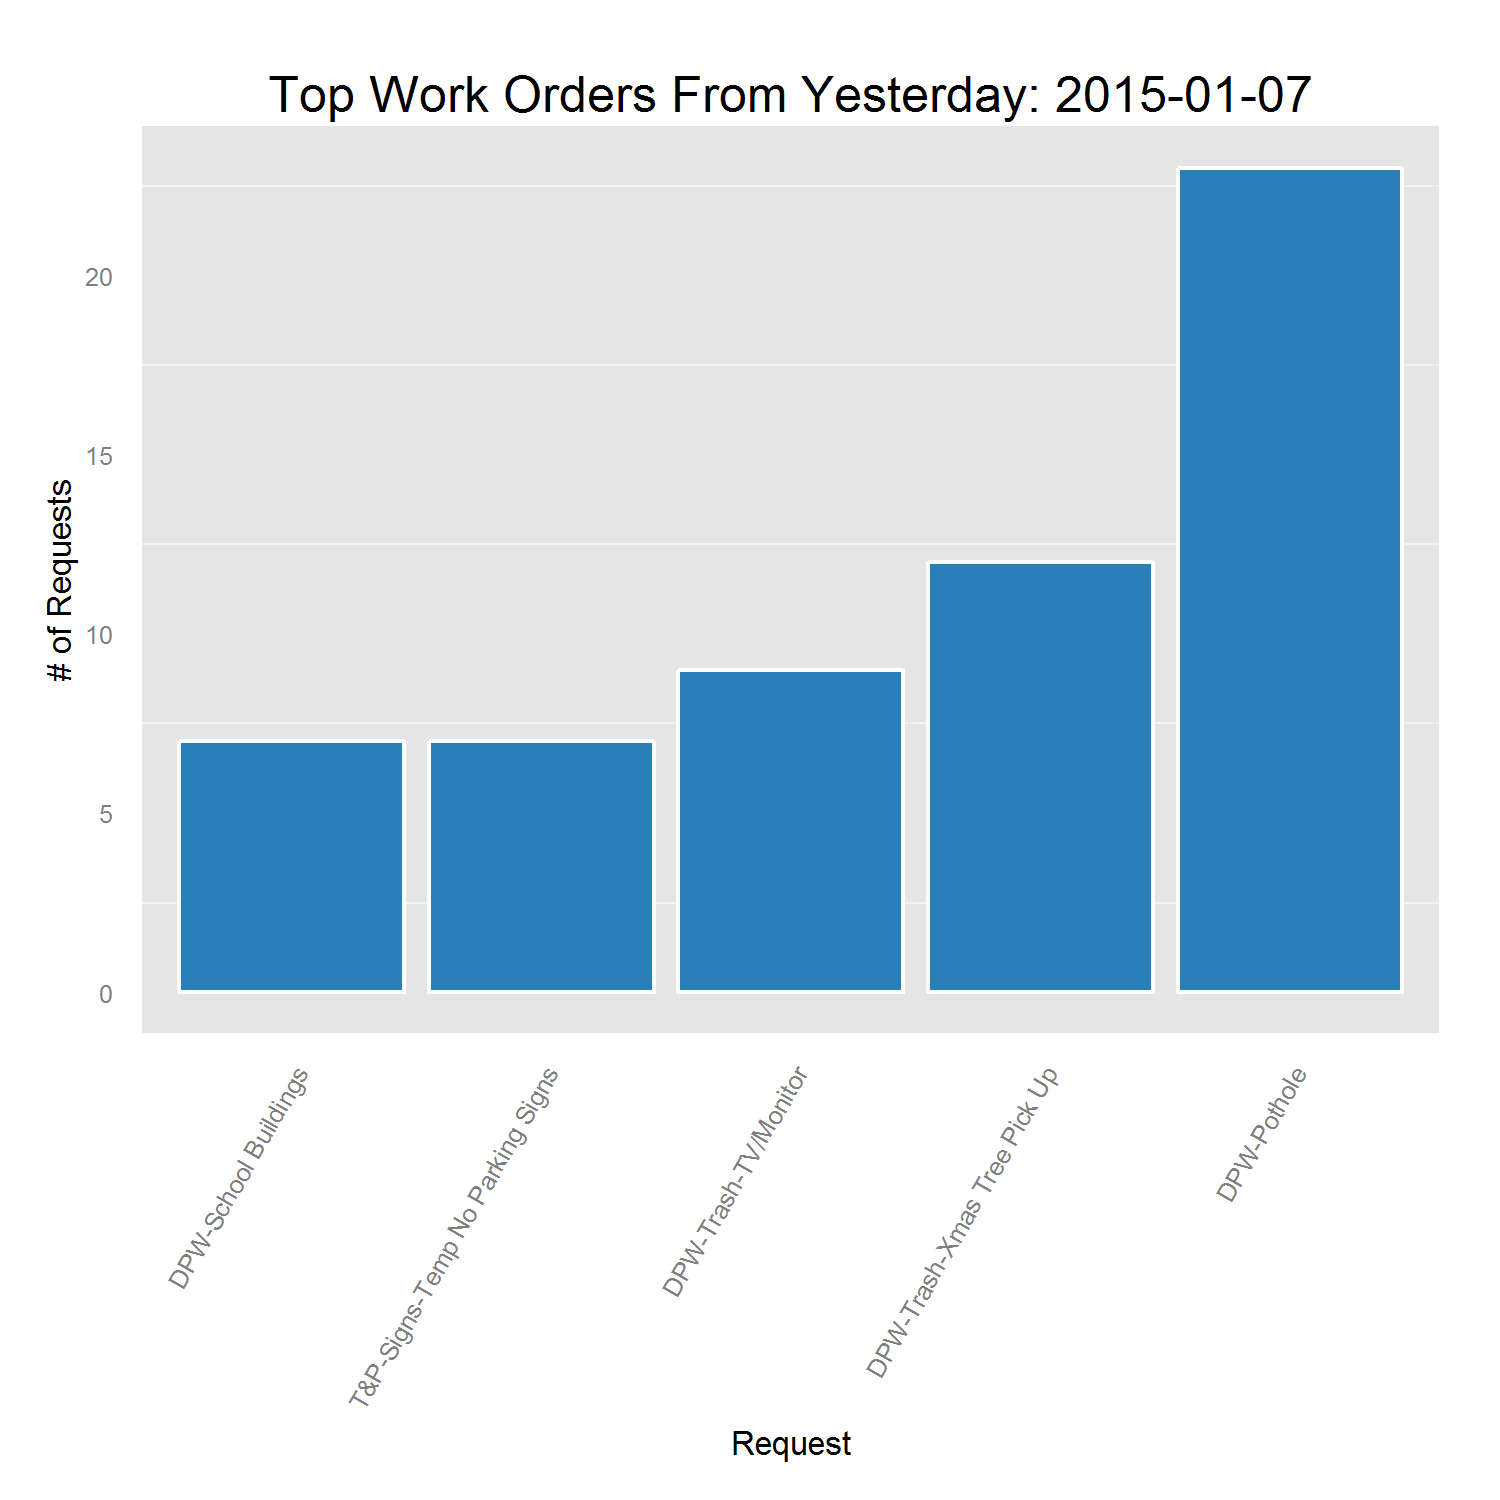 Top Work Orders From Yesterday: 2015-01-07
# of Requests
20
15
10
5
0
DPW-School Buildings
T&P-Signs-Temp No Parking Signs
DPW-Trash-TV/Monitor
DPW-Trash-Xmas Tree Pick Up
DPW-Pothole
Request